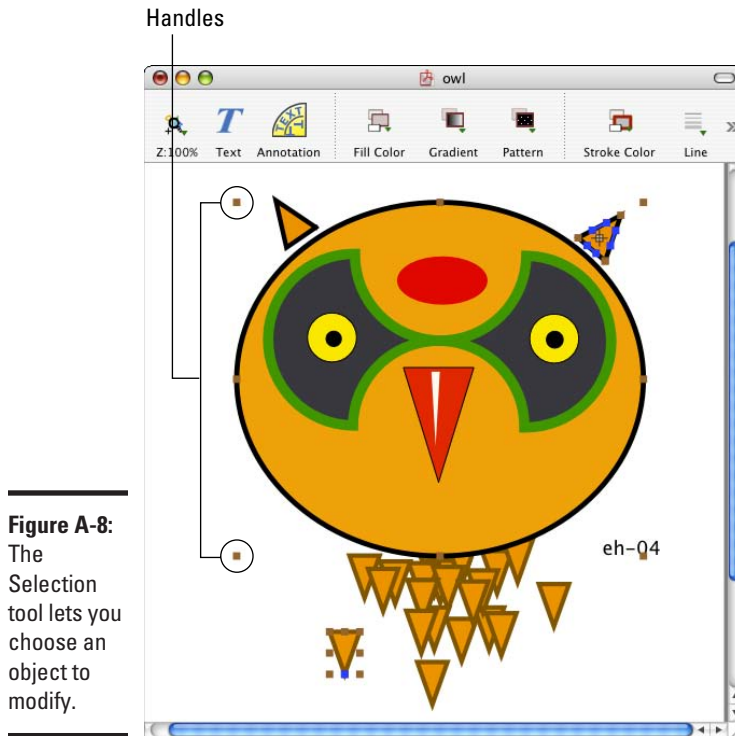 Handles
owl
TEXT
Z:100% Text Annotation Fill Color Gradient Pattern Stroke Color Line
eh-04
Figure A-8:
The
Selection
tool lets you
choose an
object to
modify.